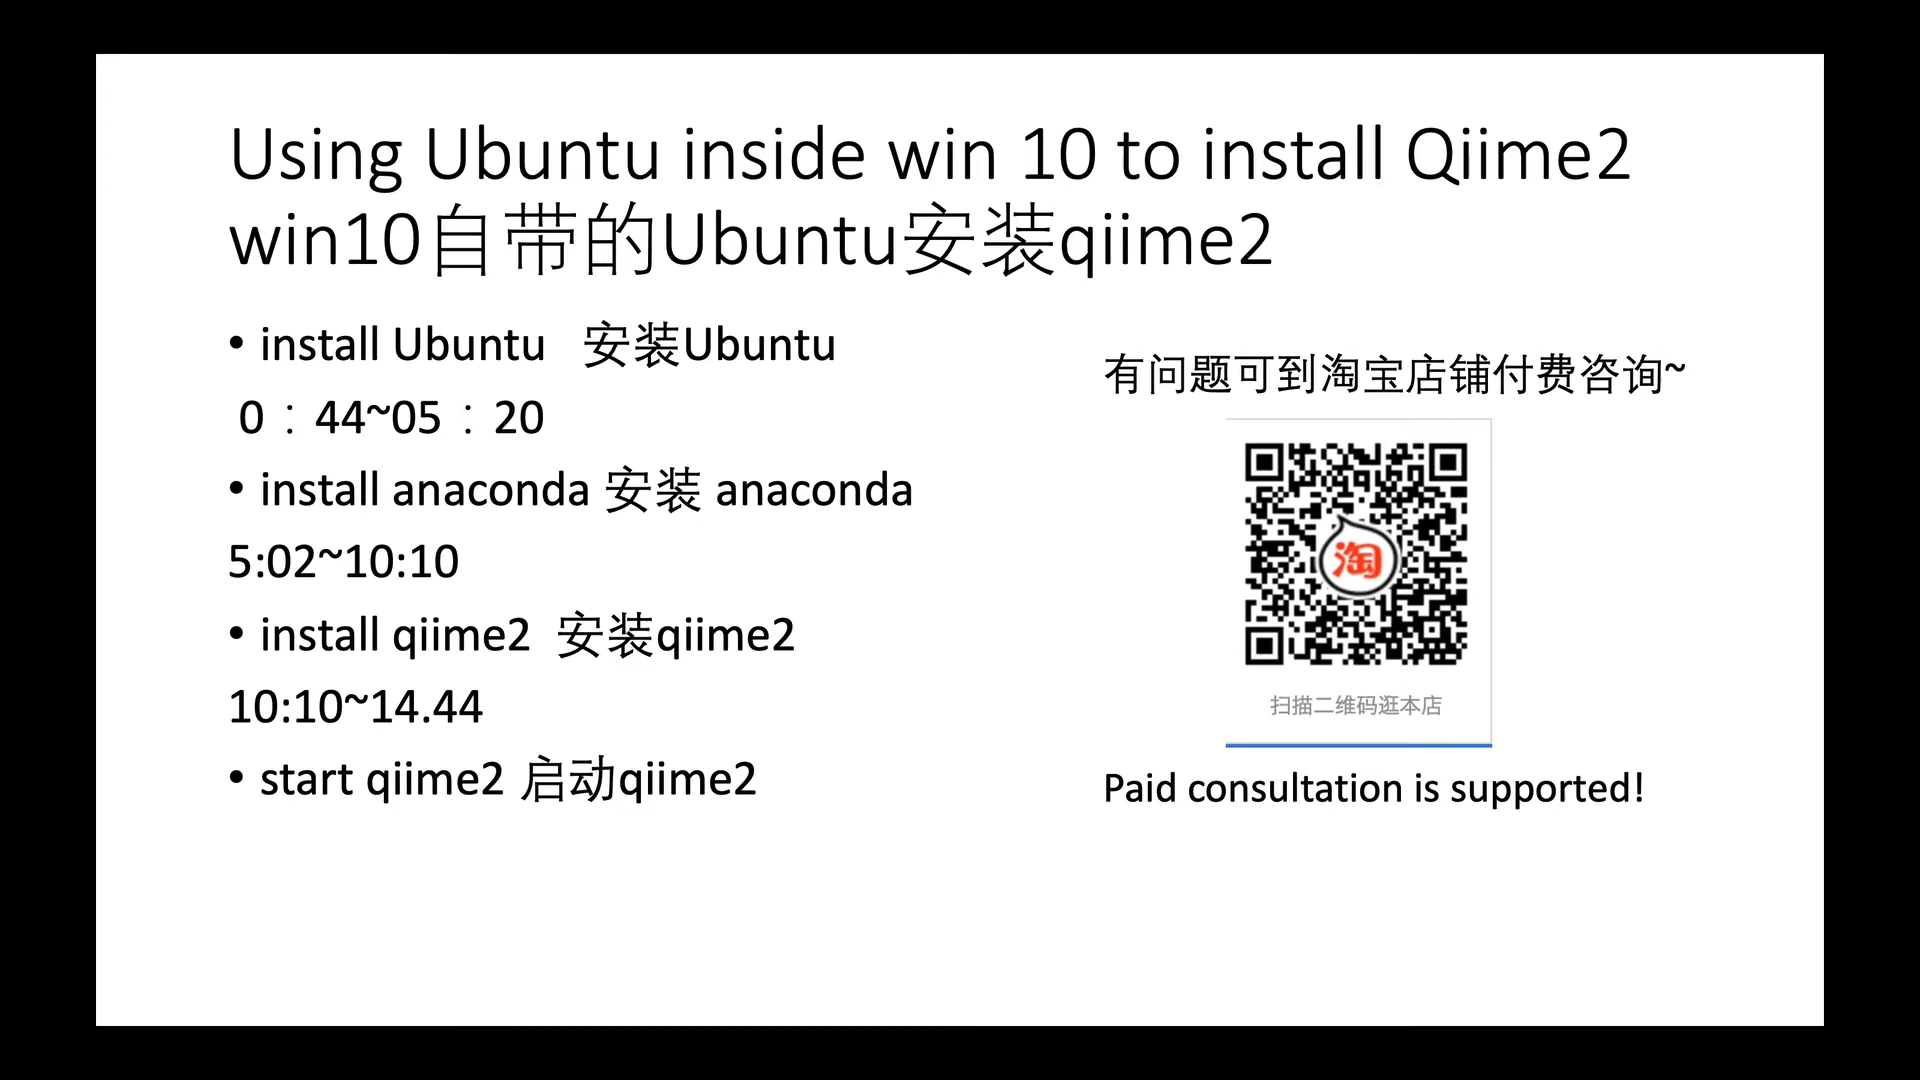 Using Ubuntu inside win 10 to install Qiime2
win10自带的Ubuntu安装qiime2
• install Ubuntu 安装Ubuntu
0：44~05：20
• install anaconda 安装 anaconda
5:02~10:10
• install qiime2 安装qiime2
10:10~14.44
• start qiime2 启动qiime2
有问题可到淘宝店铺付费咨询~
淘
扫描二维码逛本店
Paid consultation is supported!